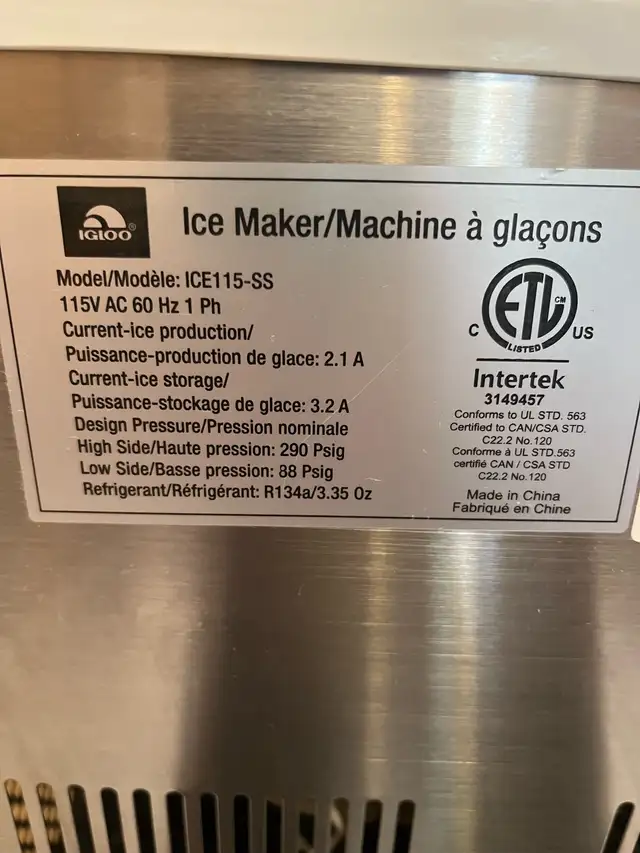 IGLOO®
Ice Maker/Machine à glaçons
Model/Modèle: ICE115-SS
115V AC 60 Hz 1 Ph
Current-ice production/
Puissance-production de glace: 2.1 A
Current-ice storage/
Puissance-stockage de glace: 3.2 A
Design Pressure/Pression nominale
High Side/Haute pression: 290 Psig
Low Side/Basse pression: 88 Psig
Refrigerant/Réfrigérant: R134a/3.35 Oz
ETL CM
C US
LISTED
Intertek
3149457
Conforms to UL STD. 563
Certified to CAN/CSA STD.
C22.2 No.120
Conforme à UL STD.563
certifié CAN / CSA STD
C22.2 No.120
Made in China
Fabriqué en Chine